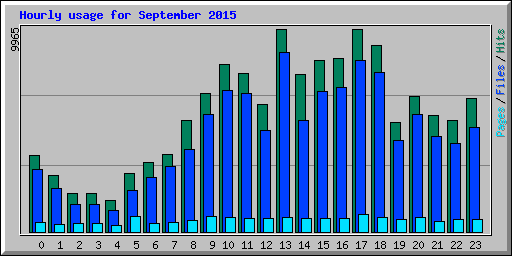 Hourly usage for September 2015
9965
Pages/Files/Hits
0 1 2 3 4 5 6 7 8 9 10 11 12 13 14 15 16 17 18 19 20 21 22 23